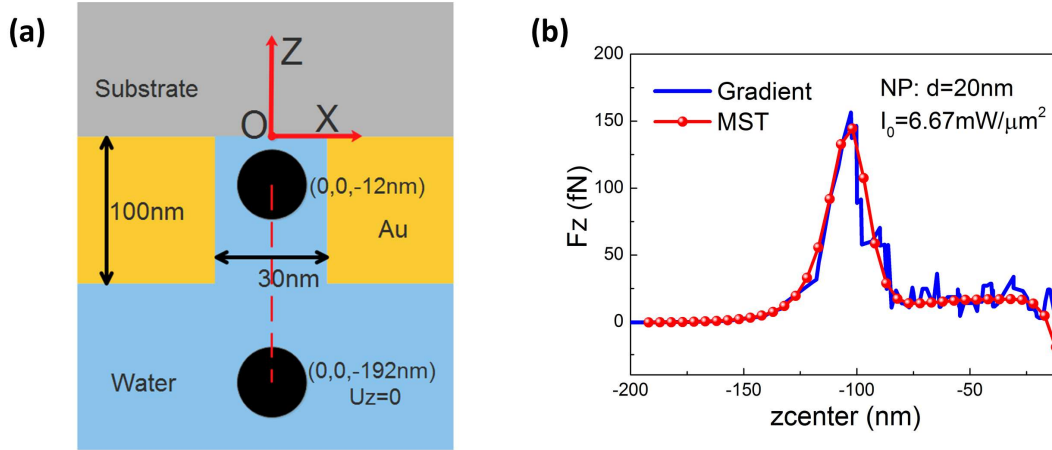 (a)
Z
Substrate
O
X
(0,0,-12nm)
100nm
Au
30nm
Water
(0,0,-192nm)
Uz=0
(b)
200
150
100
50
0
Fz (fN)
Gradient
MST
NP: d=20nm
I₀=6.67mW/μm²
-200
-150
-100
-50
zcenter (nm)